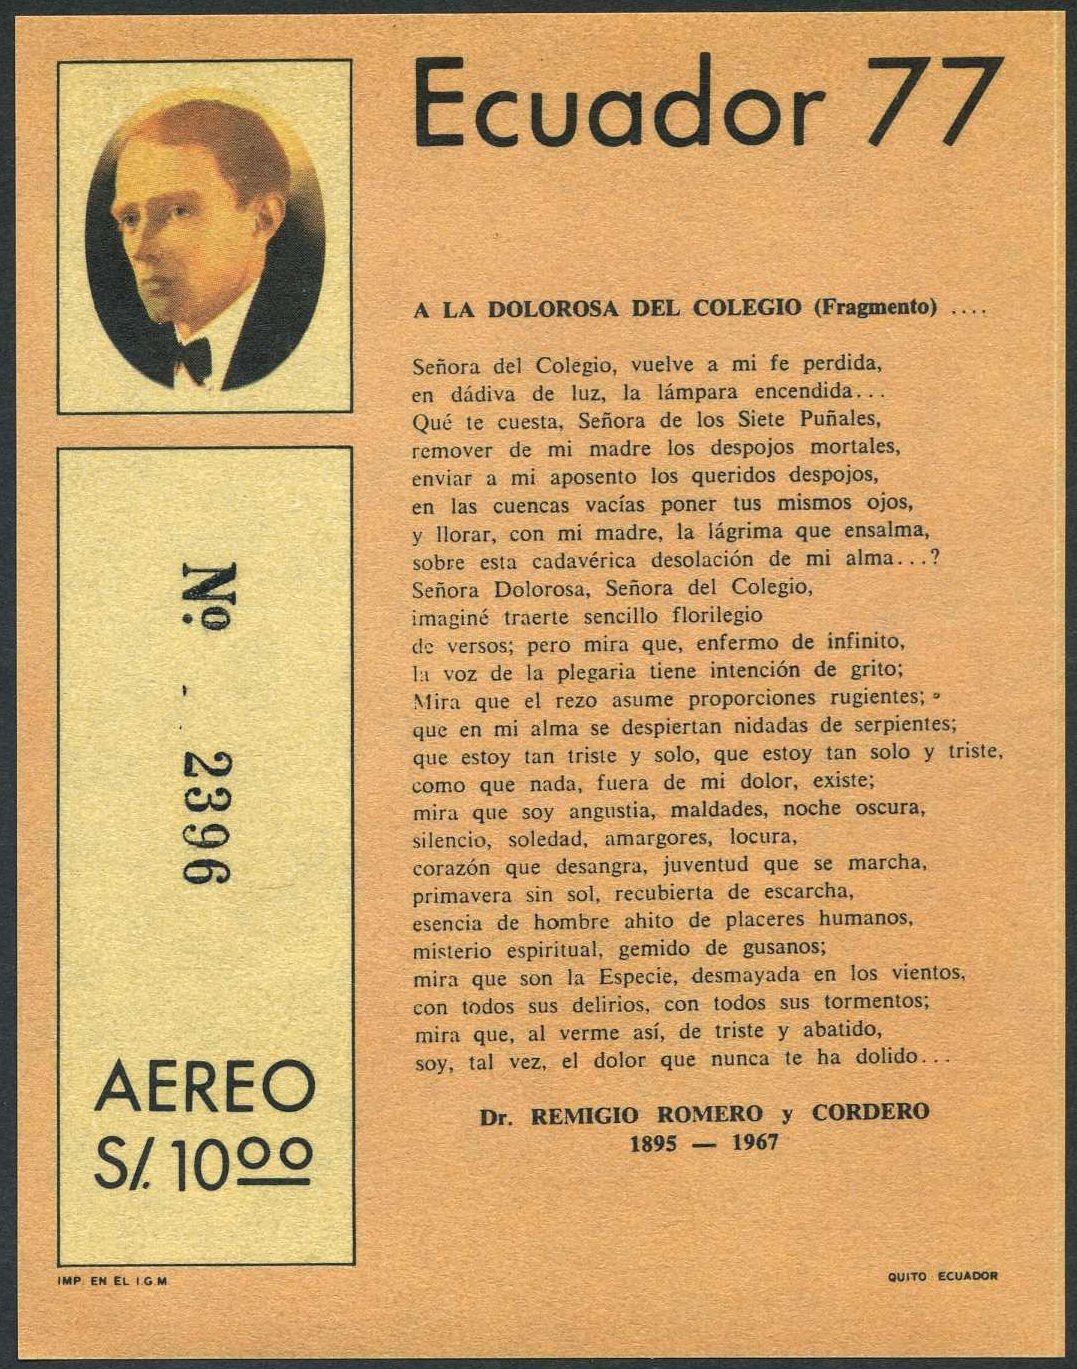 Ecuador 77
A LA DOLOROSA DEL COLEGIO (Fragmento) ....
Señora del Colegio, vuelve a mi fe perdida,
en dádiva de luz, la lámpara encendida...
Qué te cuesta, Señora de los Siete Puñales,
remover de mi madre los despojos mortales,
enviar a mi aposento los queridos despojos,
en las cuencas vacías poner tus mismos ojos,
y llorar, con mi madre, la lágrima que ensalma,
sobre esta cadavérica desolación de mi alma...?
Señora Dolorosa, Señora del Colegio,
imaginé traerte sencillo florilegio
de versos; pero mira que, enfermo de infinito,
la voz de la plegaria tiene intención de grito;
Mira que el rezo asume proporciones rugientes;
que en mi alma se despiertan nidadas de serpientes;
que estoy tan triste y solo, que estoy tan solo y triste,
como que nada, fuera de mi dolor, existe;
mira que soy angustia, maldades, noche oscura,
silencio, soledad, amargores, locura,
corazón que desangra, juventud que se marcha,
primavera sin sol, recubierta de escarcha,
esencia de hombre ahito de placeres humanos,
misterio espiritual, gemido de gusanos;
mira que son la Especie, desmayada en los vientos,
con todos sus delirios, con todos sus tormentos;
mira que, al verme así, de triste y abatido,
soy, tal vez, el dolor que nunca te ha dolido...
Dr. REMIGIO ROMERO y CORDERO
1895 — 1967
Nº - 2396
AEREO
S/. 10⁰⁰
IMP. EN EL I.G.M
QUITO ECUADOR